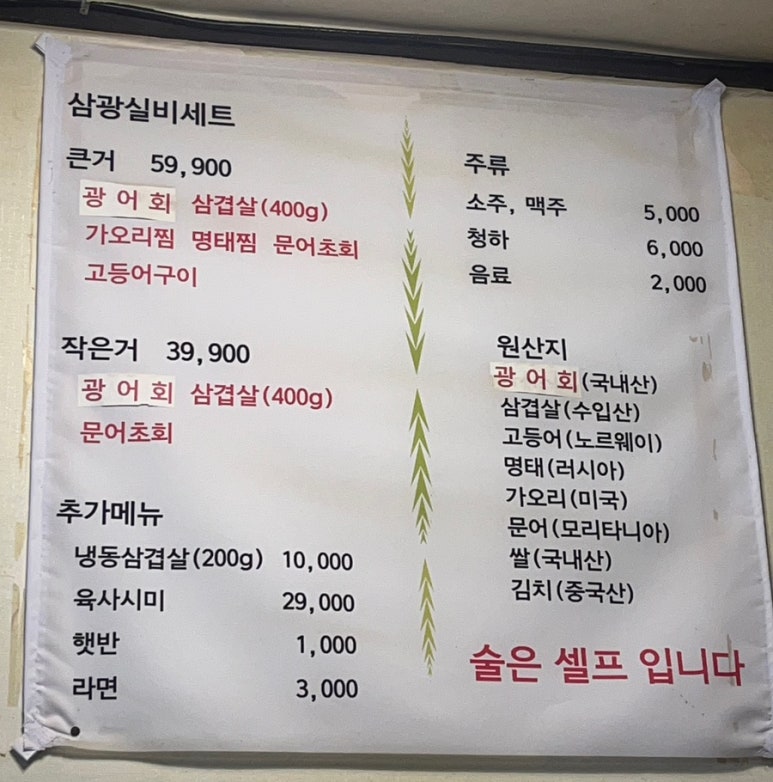 삼광실비세트
큰거 59,900
광 어 회 삼겹살(400g)
가오리찜 명태찜 문어초회
고등어구이
작은거 39,900
광 어 회 삼겹살(400g)
문어초회
추가메뉴
냉동삼겹살(200g) 10,000
육사시미 29,000
햇반 1,000
라면 3,000
주류
소주, 맥주 5,000
청하 6,000
음료 2,000
원산지
광 어 회(국내산)
삼겹살(수입산)
고등어(노르웨이)
명태(러시아)
가오리(미국)
문어(모리타니아)
쌀(국내산)
김치(중국산)
술은 셀프 입니다